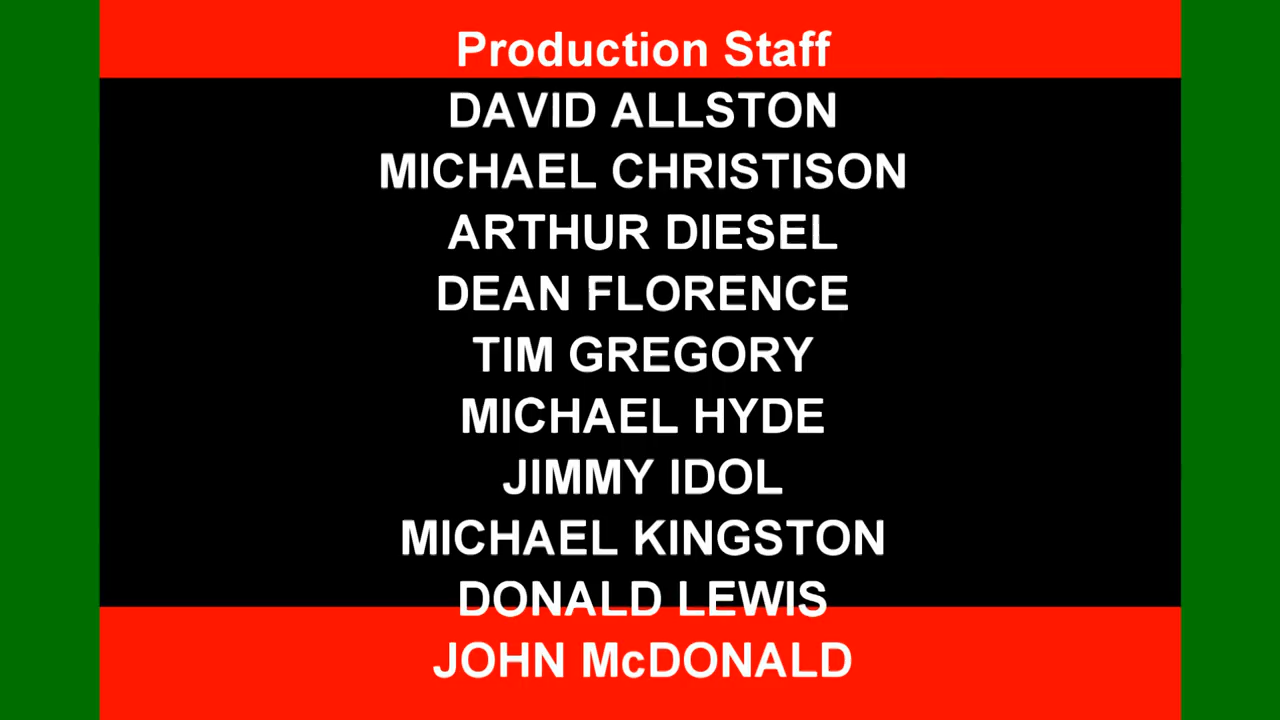 Production Staff
DAVID ALLSTON
MICHAEL CHRISTISON
ARTHUR DIESEL
DEAN FLORENCE
TIM GREGORY
MICHAEL HYDE
JIMMY IDOL
MICHAEL KINGSTON
DONALD LEWIS
JOHN McDONALD